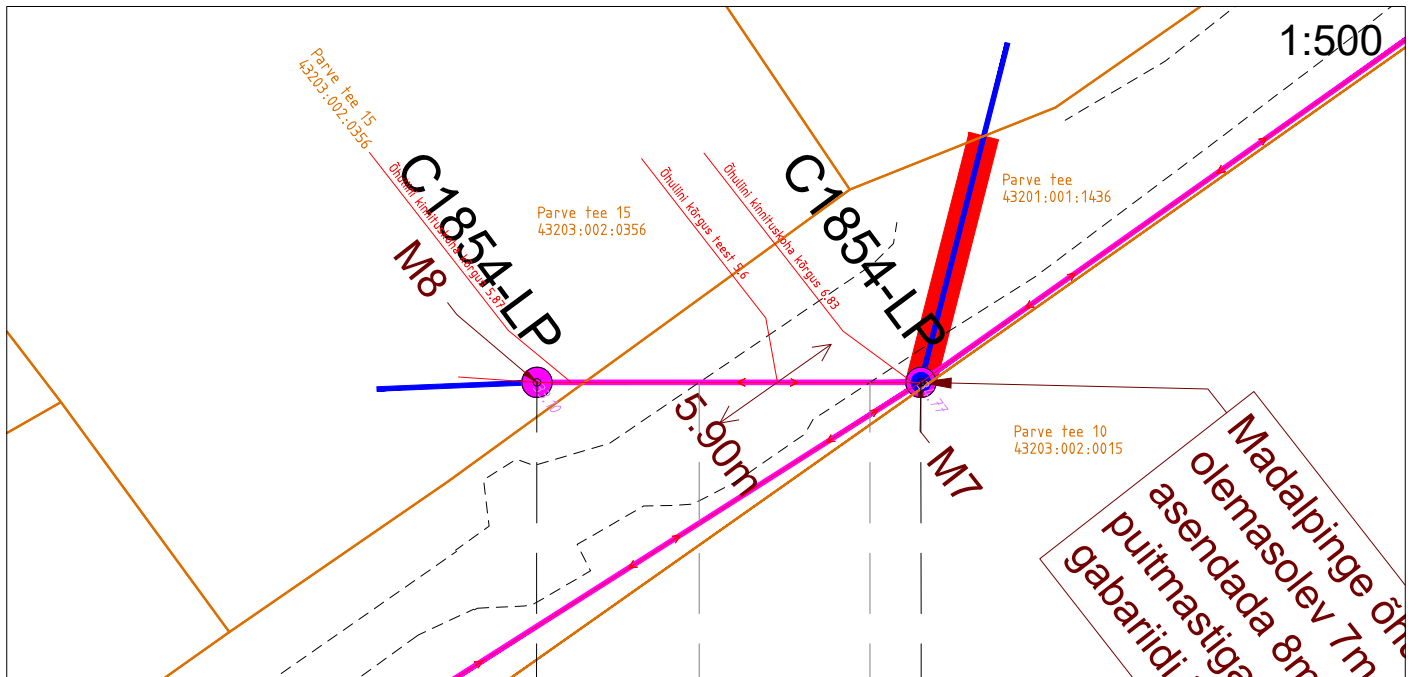 1:500
Parve tee 15
43203:002:0356
Õhuliini kinnituskoha kõrgus 5.87
C1854-LP
M8
Parve tee 15
43203:002:0356
Õhuliini kõrgus teest 5.6
Õhuliini kinnituskoha kõrgus 6.83
C1854-LP
Parve tee
43201:001:1436
5.90m
M7
Parve tee 10
43203:002:0015
Madalpinge
olemasolev 7m
asendada 8m
puitmastiga
gabariidi